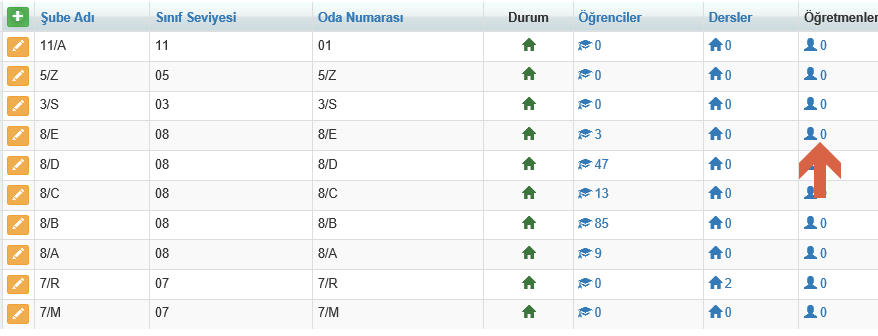 Şube Adı Sınıf Seviyesi Oda Numarası Durum Öğrenciler Dersler Öğretmenler
11/A 11 01 0 0 0
5/Z 05 5/Z 0 0 0
3/S 03 3/S 0 0 0
8/E 08 8/E 3 0 0
8/D 08 8/D 47 0
8/C 08 8/C 13 0
8/B 08 8/B 85 0 0
8/A 08 8/A 9 0 0
7/R 07 7/R 0 2 0
7/M 07 7/M 0 0 0